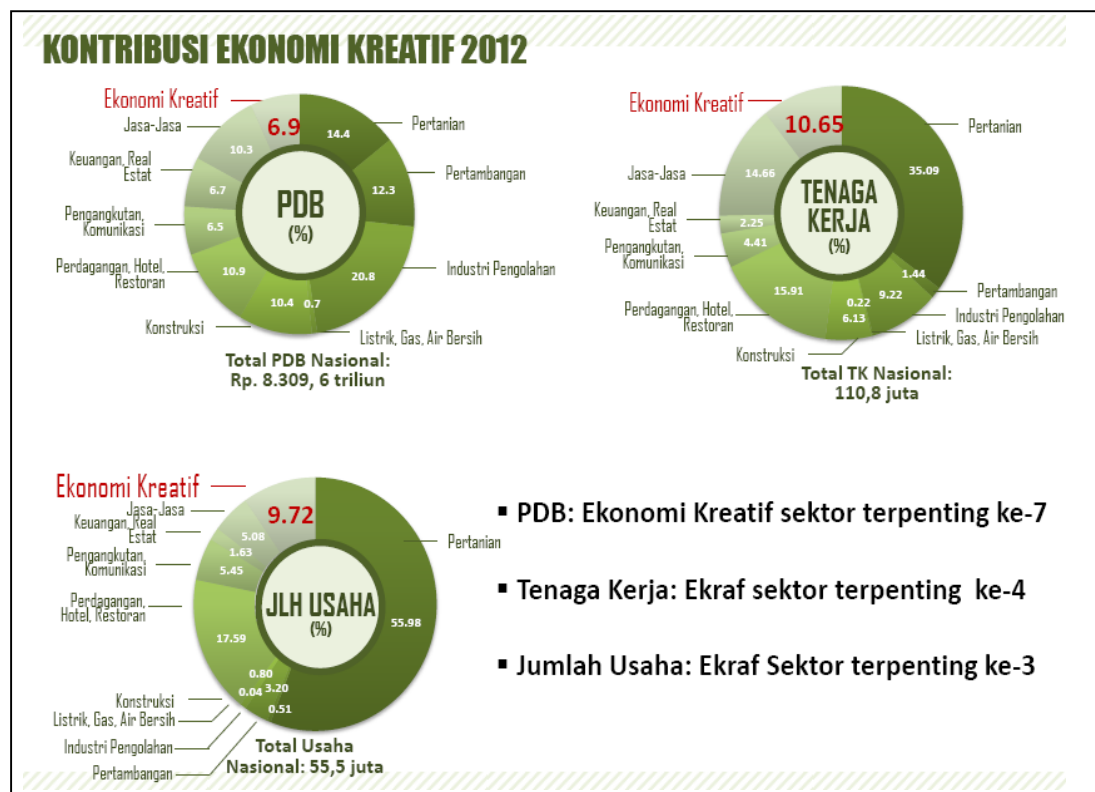 KONTRIBUSI EKONOMI KREATIF 2012
Ekonomi Kreatif
6.9
Jasa-Jasa
10.3
Keuangan, Real
Estat
6.7
Pengangkutan,
Komunikasi
6.5
Perdagangan, Hotel,
Restoran
10.9
Konstruksi
10.4
0.7
Listrik, Gas, Air Bersih
20.8
Industri Pengolahan
12.3
Pertambangan
14.4
Pertanian
PDB
(%)
Total PDB Nasional:
Rp. 8.309, 6 triliun
Ekonomi Kreatif
10.65
Jasa-Jasa
14.66
Keuangan, Real
Estat
2.25
Pengangkutan,
Komunikasi
4.41
Perdagangan, Hotel,
Restoran
15.91
Konstruksi
6.13
0.22
Listrik, Gas, Air Bersih
9.22
Industri Pengolahan
1.44
Pertambangan
35.09
Pertanian
TENAGA
KERJA
(%)
Total TK Nasional:
110,8 juta
Ekonomi Kreatif
9.72
Jasa-Jasa
5.08
Keuangan, Real
Estat
1.63
Pengangkutan,
Komunikasi
5.45
Perdagangan,
Hotel, Restoran
17.59
Konstruksi
0.80
Listrik, Gas, Air Bersih
0.04
Industri Pengolahan
3.20
Pertambangan
0.51
55.98
Pertanian
JLH USAHA
(%)
Total Usaha
Nasional: 55,5 juta
▪ PDB: Ekonomi Kreatif sektor terpenting ke-7
▪ Tenaga Kerja: Ekraf sektor terpenting ke-4
▪ Jumlah Usaha: Ekraf Sektor terpenting ke-3